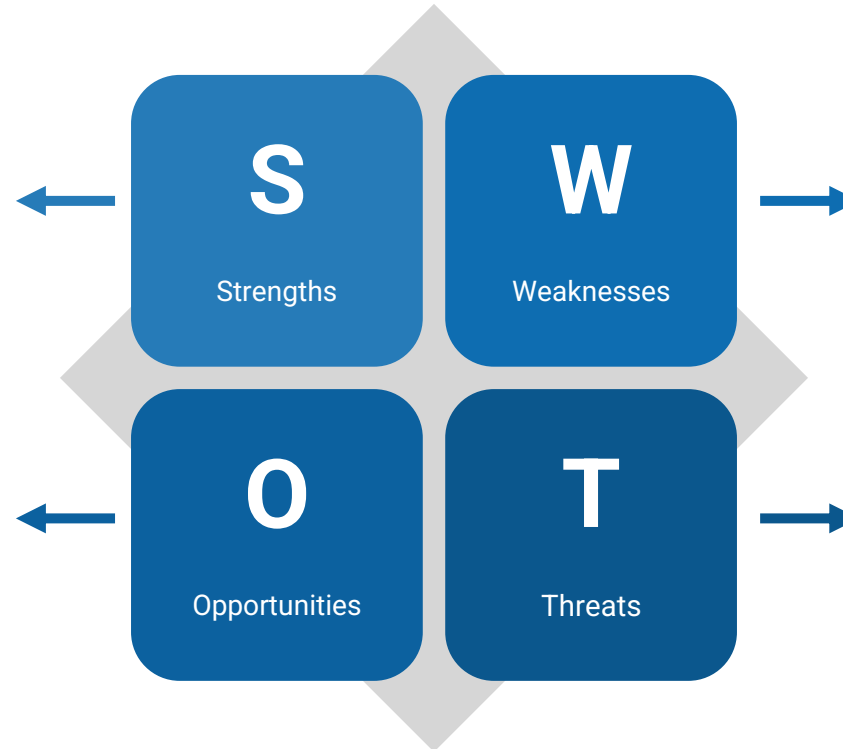 S
Strengths
W
Weaknesses
O
Opportunities
T
Threats